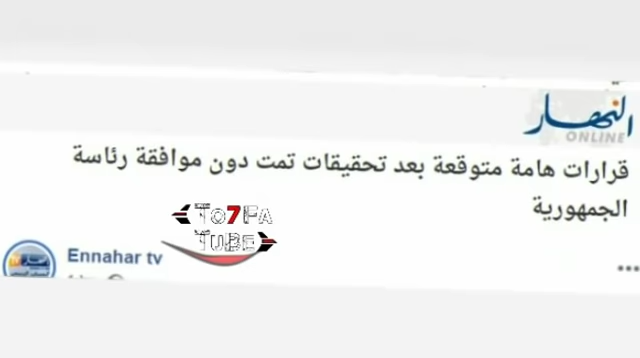 النهار
ONLINE
قرارات هامة متوقعة بعد تحقيقات تمت دون موافقة رئاسة
الجمهورية
To7Fa
TuBe
Ennahar tv